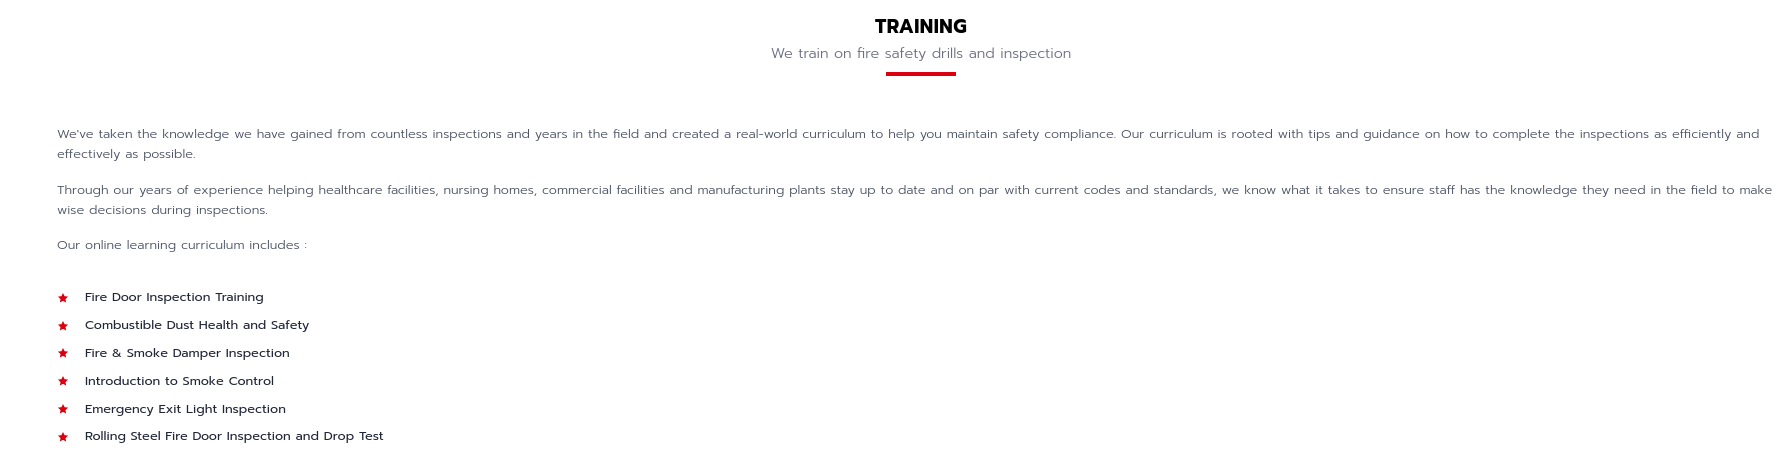 TRAINING
We train on fire safety drills and inspection
We've taken the knowledge we have gained from countless inspections and years in the field and created a real-world curriculum to help you maintain safety compliance. Our curriculum is rooted with tips and guidance on how to complete the inspections as efficiently and
effectively as possible.
Through our years of experience helping healthcare facilities, nursing homes, commercial facilities and manufacturing plants stay up to date and on par with current codes and standards, we know what it takes to ensure staff has the knowledge they need in the field to make
wise decisions during inspections.
Our online learning curriculum includes :
Fire Door Inspection Training
Combustible Dust Health and Safety
Fire & Smoke Damper Inspection
Introduction to Smoke Control
Emergency Exit Light Inspection
Rolling Steel Fire Door Inspection and Drop Test